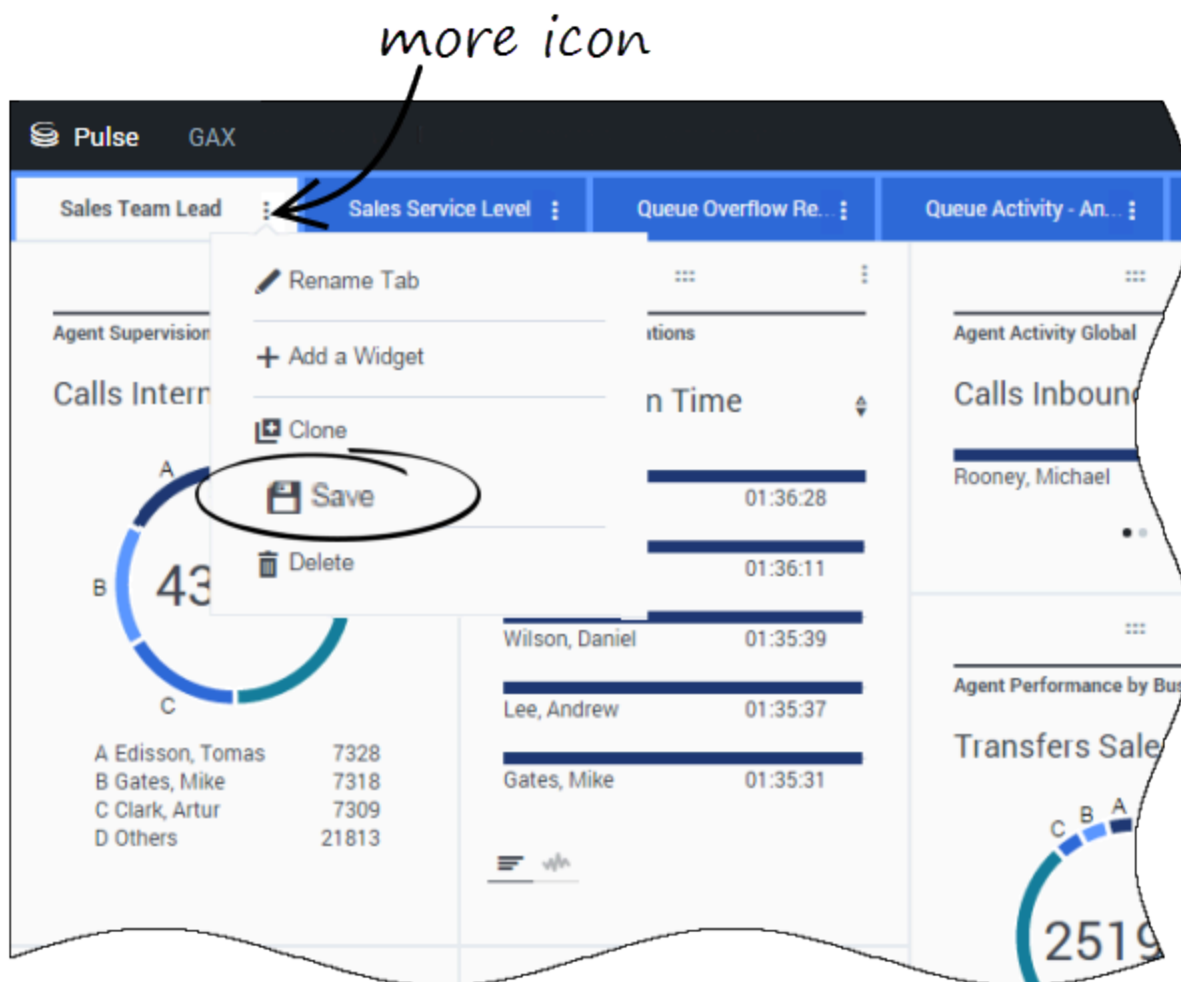 more icon
Pulse GAX
Sales Team Lead
Sales Service Level
Queue Overflow Re...
Queue Activity - An...
Rename Tab
Add a Widget
Clone
Save
Delete
Agent Supervision
Calls Intern
A
B
43
C
A Edisson, Tomas 7328
B Gates, Mike 7318
C Clark, Artur 7309
D Others 21813
n Time
01:36:28
01:36:11
Wilson, Daniel 01:35:39
Lee, Andrew 01:35:37
Gates, Mike 01:35:31
Agent Activity Global
Calls Inboun
Rooney, Michael
Agent Performance by Bus
Transfers Sale
C B A
2519